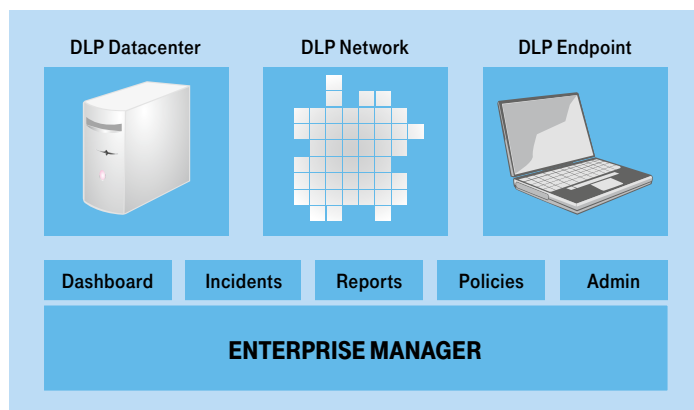 DLP Datacenter DLP Network DLP Endpoint
Dashboard Incidents Reports Policies Admin
ENTERPRISE MANAGER